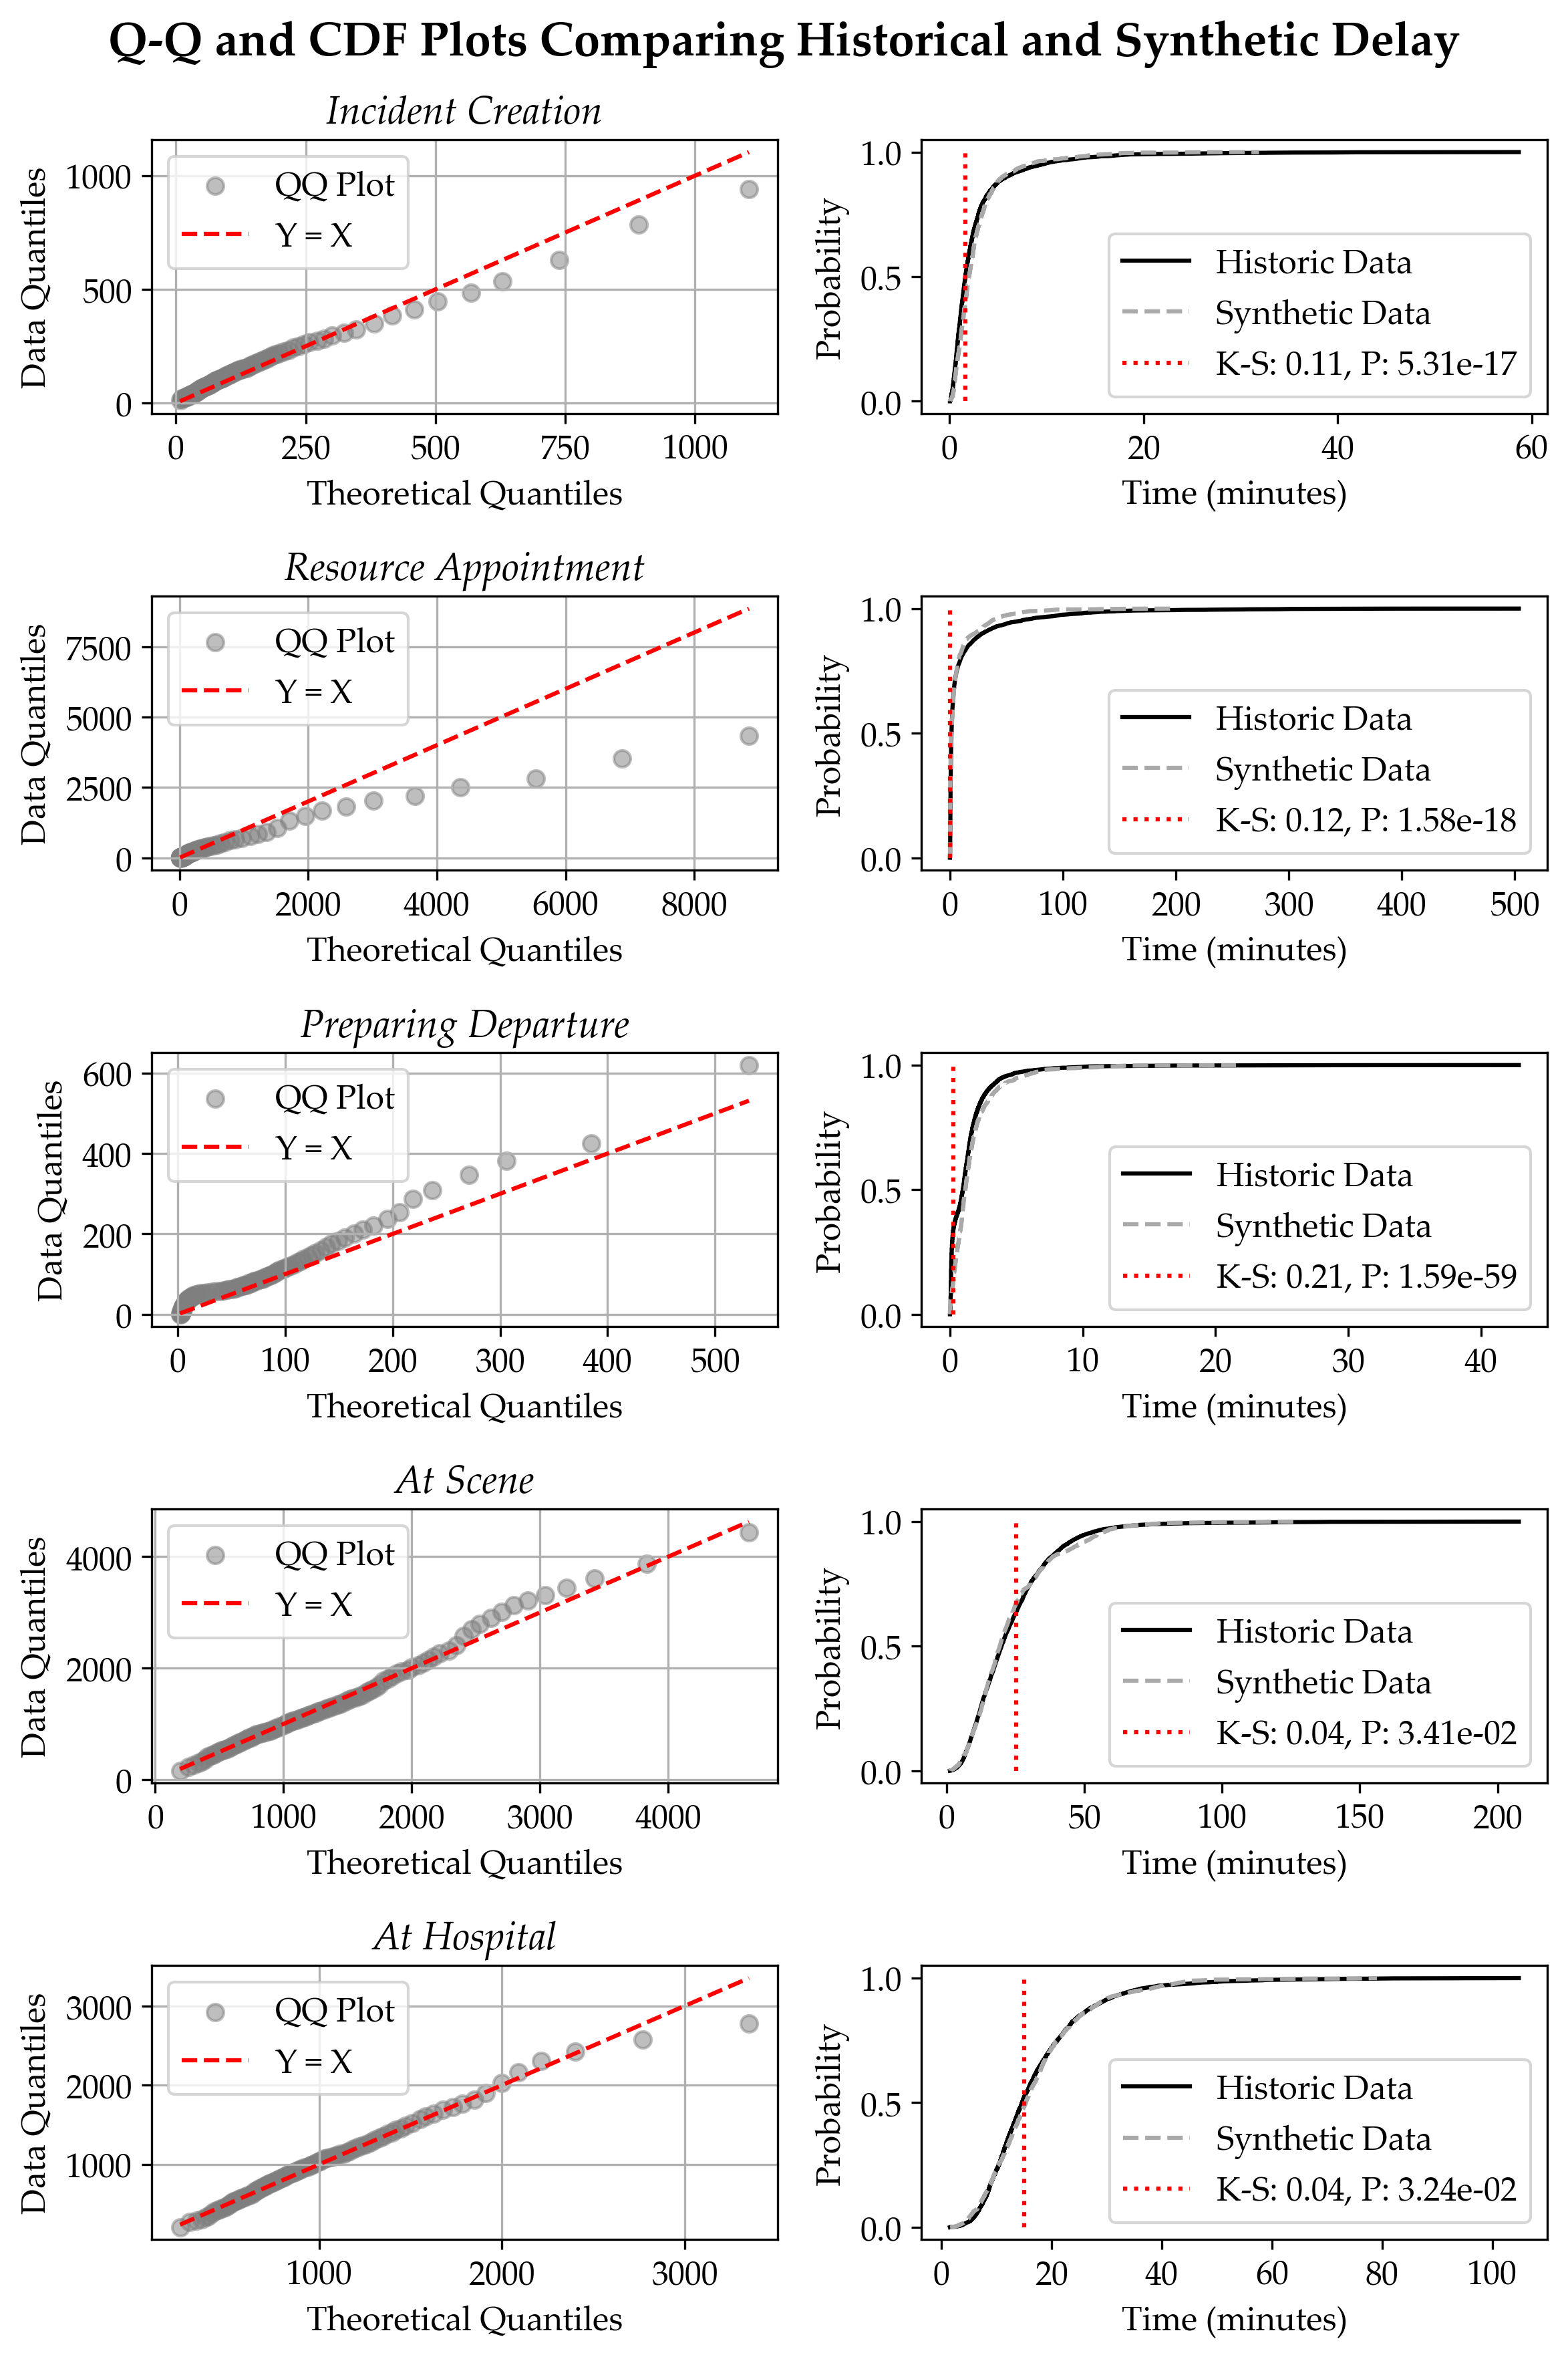 Q-Q and CDF Plots Comparing Historical and Synthetic Delay
Incident Creation
Data Quantiles
1000
500
0
QQ Plot
Y = X
0 250 500 750 1000
Theoretical Quantiles
Probability
1.0
0.5
0.0
Historic Data
Synthetic Data
K-S: 0.11, P: 5.31e-17
0 20 40 60
Time (minutes)
Resource Appointment
Data Quantiles
7500
5000
2500
0
QQ Plot
Y = X
0 2000 4000 6000 8000
Theoretical Quantiles
Probability
1.0
0.5
0.0
Historic Data
Synthetic Data
K-S: 0.12, P: 1.58e-18
0 100 200 300 400 500
Time (minutes)
Preparing Departure
Data Quantiles
600
400
200
0
QQ Plot
Y = X
0 100 200 300 400 500
Theoretical Quantiles
Probability
1.0
0.5
0.0
Historic Data
Synthetic Data
K-S: 0.21, P: 1.59e-59
0 10 20 30 40
Time (minutes)
At Scene
Data Quantiles
4000
2000
0
QQ Plot
Y = X
0 1000 2000 3000 4000
Theoretical Quantiles
Probability
1.0
0.5
0.0
Historic Data
Synthetic Data
K-S: 0.04, P: 3.41e-02
0 50 100 150 200
Time (minutes)
At Hospital
Data Quantiles
3000
2000
1000
QQ Plot
Y = X
1000 2000 3000
Theoretical Quantiles
Probability
1.0
0.5
0.0
Historic Data
Synthetic Data
K-S: 0.04, P: 3.24e-02
0 20 40 60 80 100
Time (minutes)